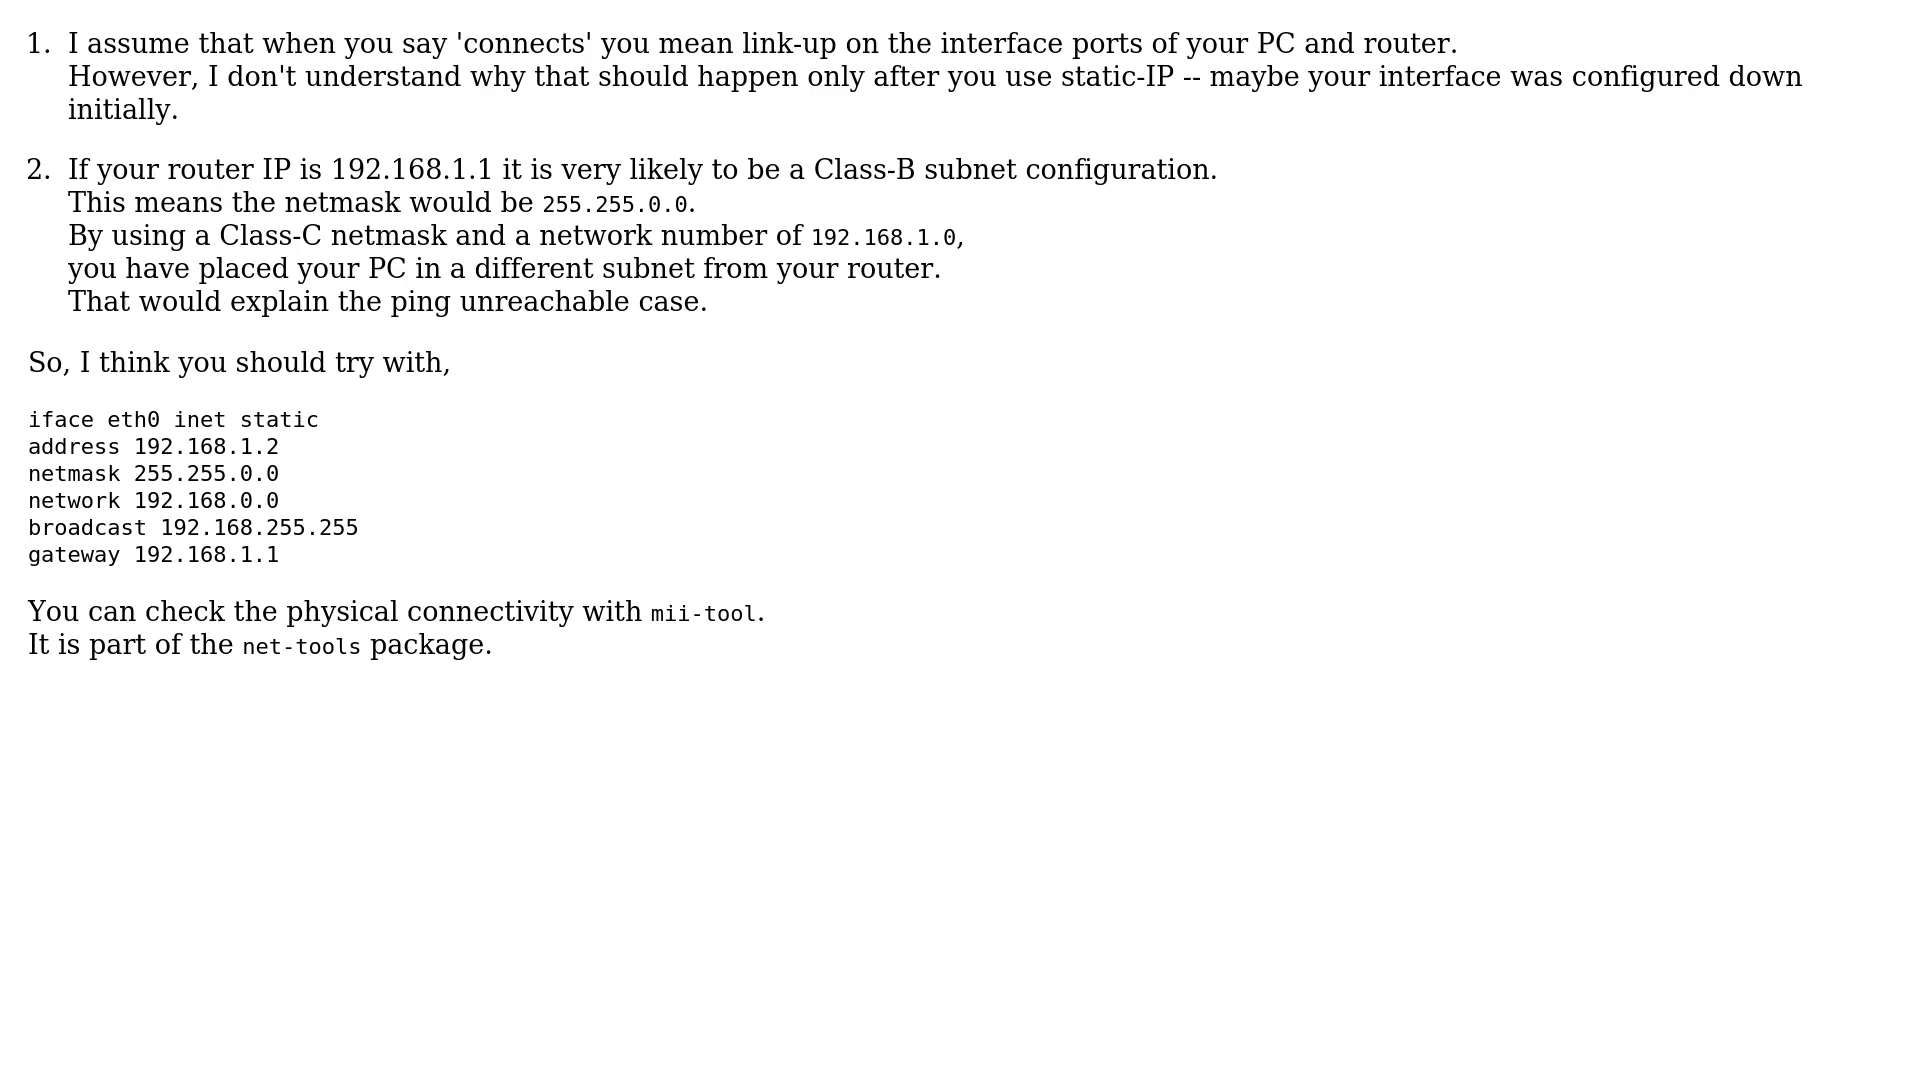 1. I assume that when you say 'connects' you mean link-up on the interface ports of your PC and router.
However, I don't understand why that should happen only after you use static-IP -- maybe your interface was configured down
initially.
2. If your router IP is 192.168.1.1 it is very likely to be a Class-B subnet configuration.
This means the netmask would be 255.255.0.0.
By using a Class-C netmask and a network number of 192.168.1.0,
you have placed your PC in a different subnet from your router.
That would explain the ping unreachable case.
So, I think you should try with,
iface eth0 inet static
address 192.168.1.2
netmask 255.255.0.0
network 192.168.0.0
broadcast 192.168.255.255
gateway 192.168.1.1
You can check the physical connectivity with mii-tool.
It is part of the net-tools package.